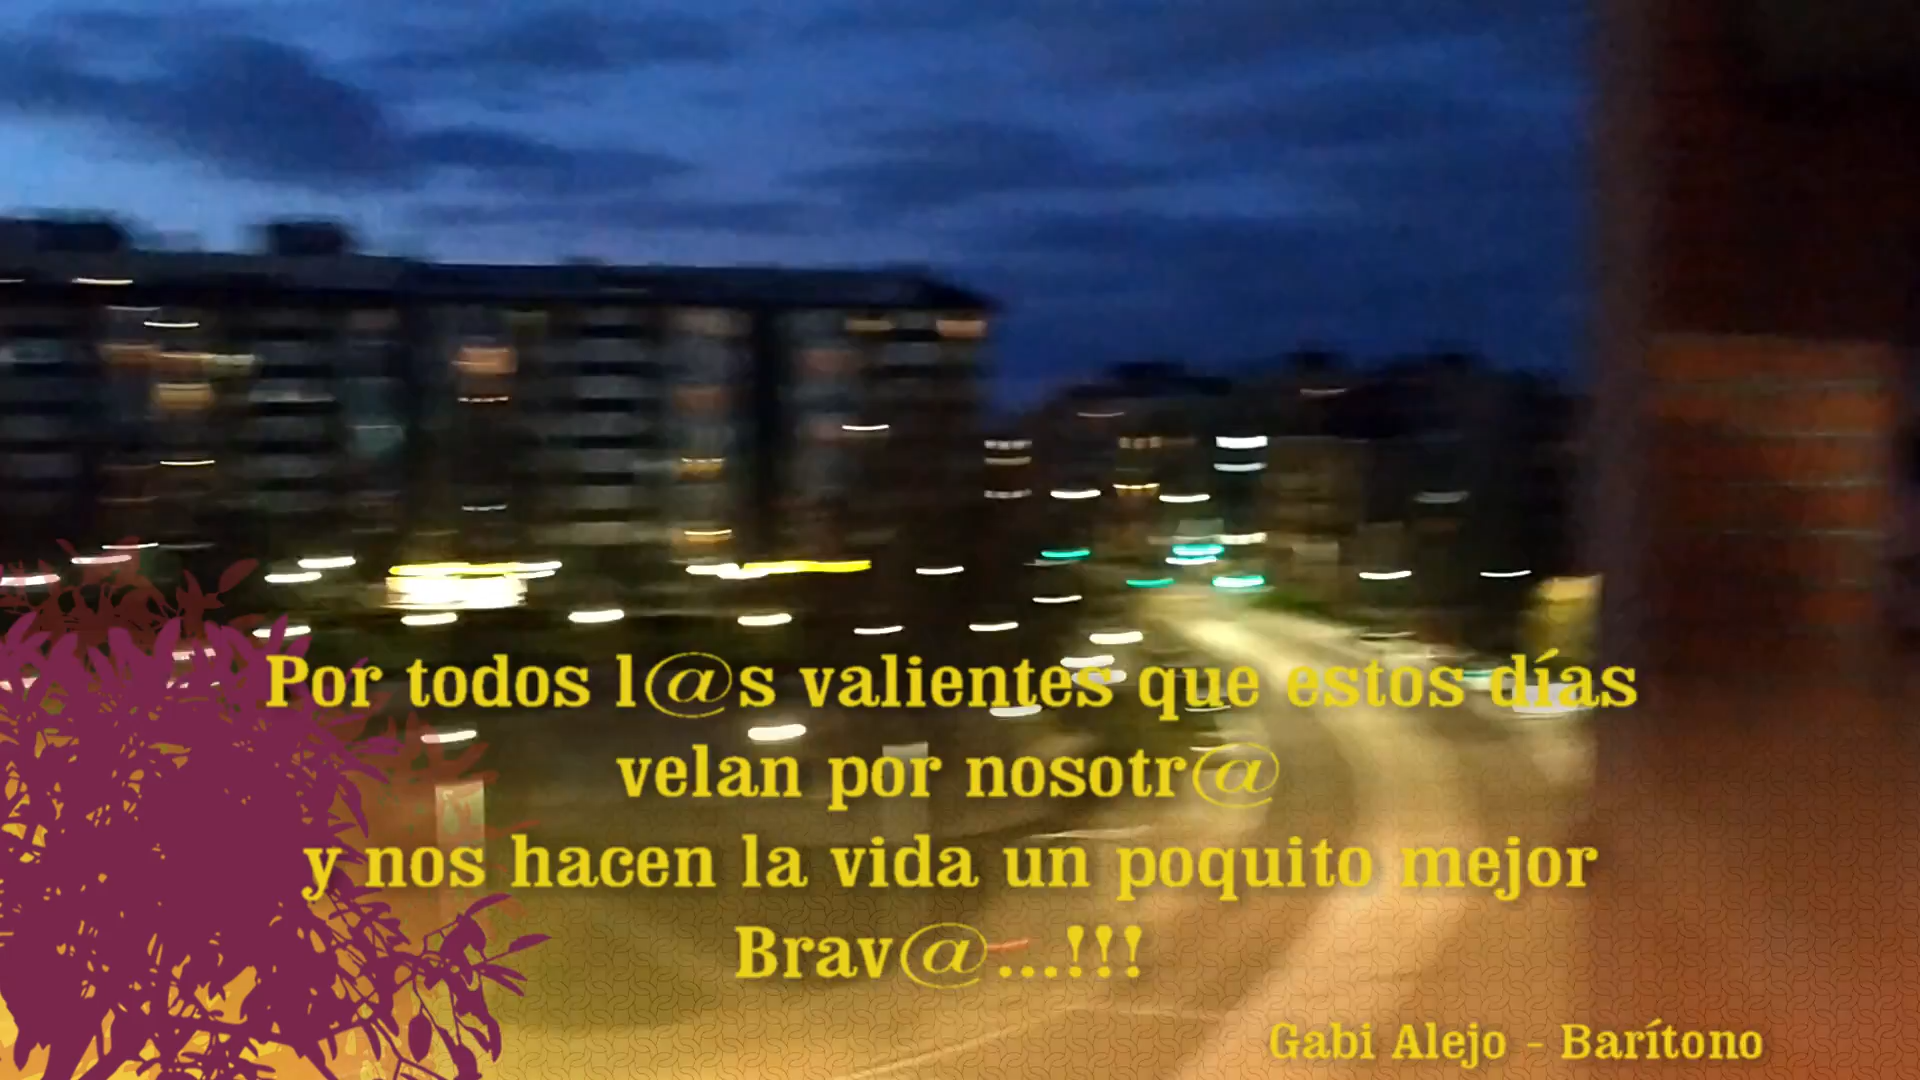 Por todos l@s valientes que estos días
velan por nosotr@
y nos hacen la vida un poquito mejor
Brav@...!!!
Gabi Alejo - Barítono